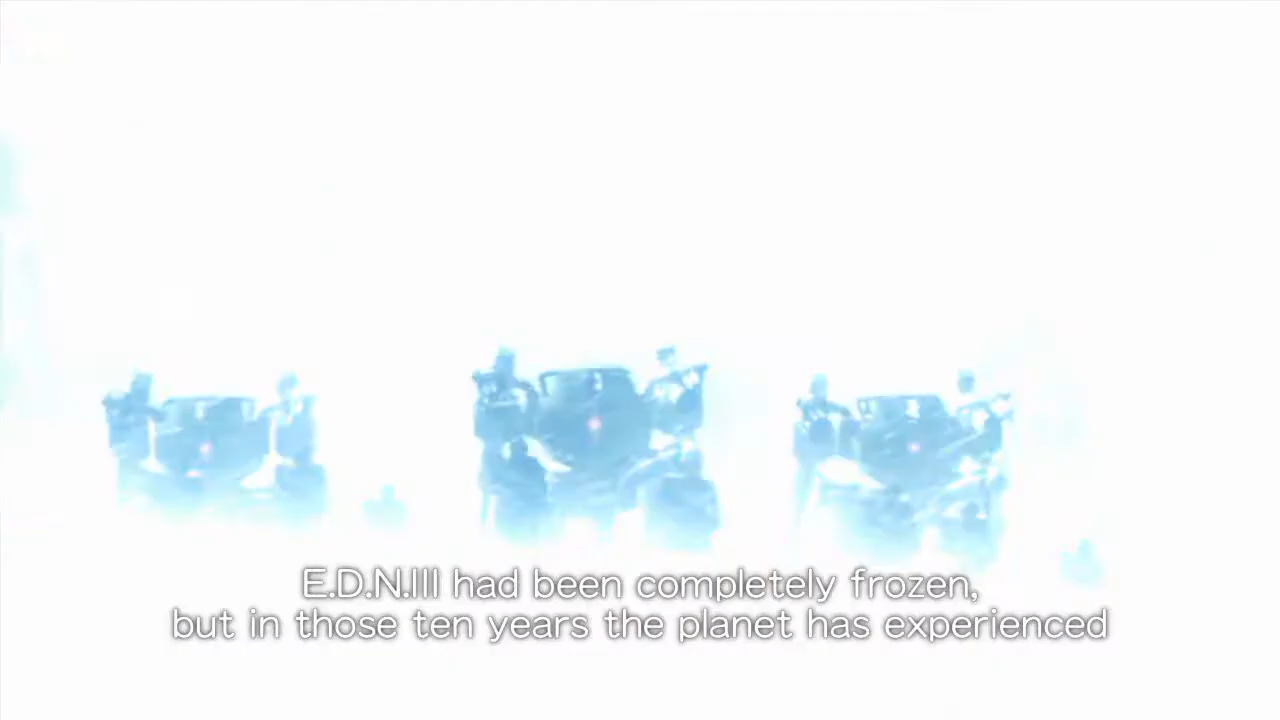 E.D.N.III had been completely frozen,
but in those ten years the planet has experienced